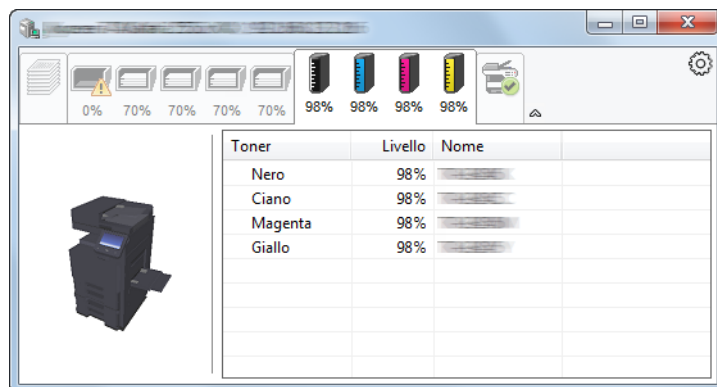 0% 70% 70% 70% 70% 98% 98% 98% 98%
Toner Livello Nome
Nero 98%
Ciano 98%
Magenta 98%
Giallo 98%